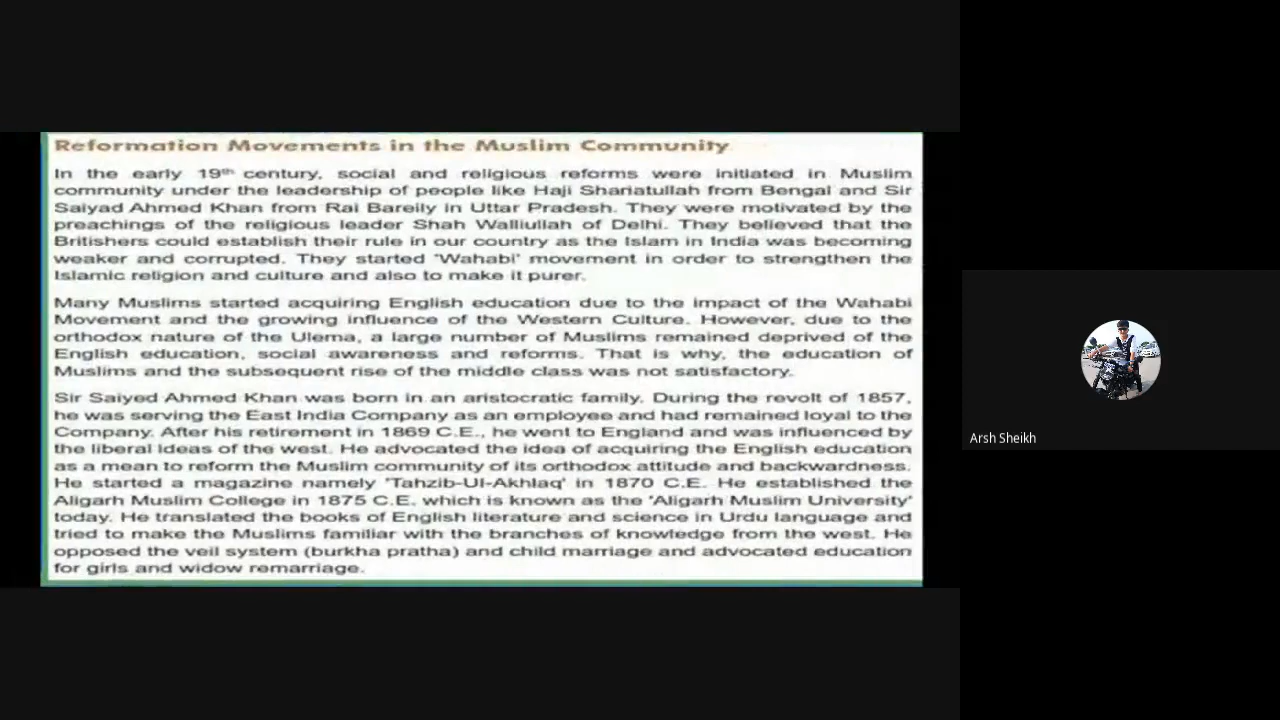 Reformation Movements in the Muslim Community
In the early 19th century, social and religious reforms were initiated in Muslim
community under the leadership of people like Haji Shariatullah from Bengal and Sir
Saiyad Ahmed Khan from Rai Bareily in Uttar Pradesh. They were motivated by the
preachings of the religious leader Shah Walliullah of Delhi. They believed that the
Britishers could establish their rule in our country as the Islam in India was becoming
weaker and corrupted. They started 'Wahabi' movement in order to strengthen the
Islamic religion and culture and also to make it purer.
Many Muslims started acquiring English education due to the impact of the Wahabi
Movement and the growing influence of the Western Culture. However, due to the
orthodox nature of the Ulema, a large number of Muslims remained deprived of the
English education, social awareness and reforms. That is why, the education of
Muslims and the subsequent rise of the middle class was not satisfactory.
Sir Saiyed Ahmed Khan was born in an aristocratic family. During the revolt of 1857,
he was serving the East India Company as an employee and had remained loyal to the
Company. After his retirement in 1869 C.E., he went to England and was influenced by
the liberal ideas of the west. He advocated the idea of acquiring the English education
as a mean to reform the Muslim community of its orthodox attitude and backwardness.
He started a magazine namely 'Tahzib-Ul-Akhlaq' in 1870 C.E. He established the
Aligarh Muslim College in 1875 C.E. which is known as the 'Aligarh Muslim University'
today. He translated the books of English literature and science in Urdu language and
tried to make the Muslims familiar with the branches of knowledge from the west. He
opposed the veil system (burkha pratha) and child marriage and advocated education
for girls and widow remarriage.
Arsh Sheikh